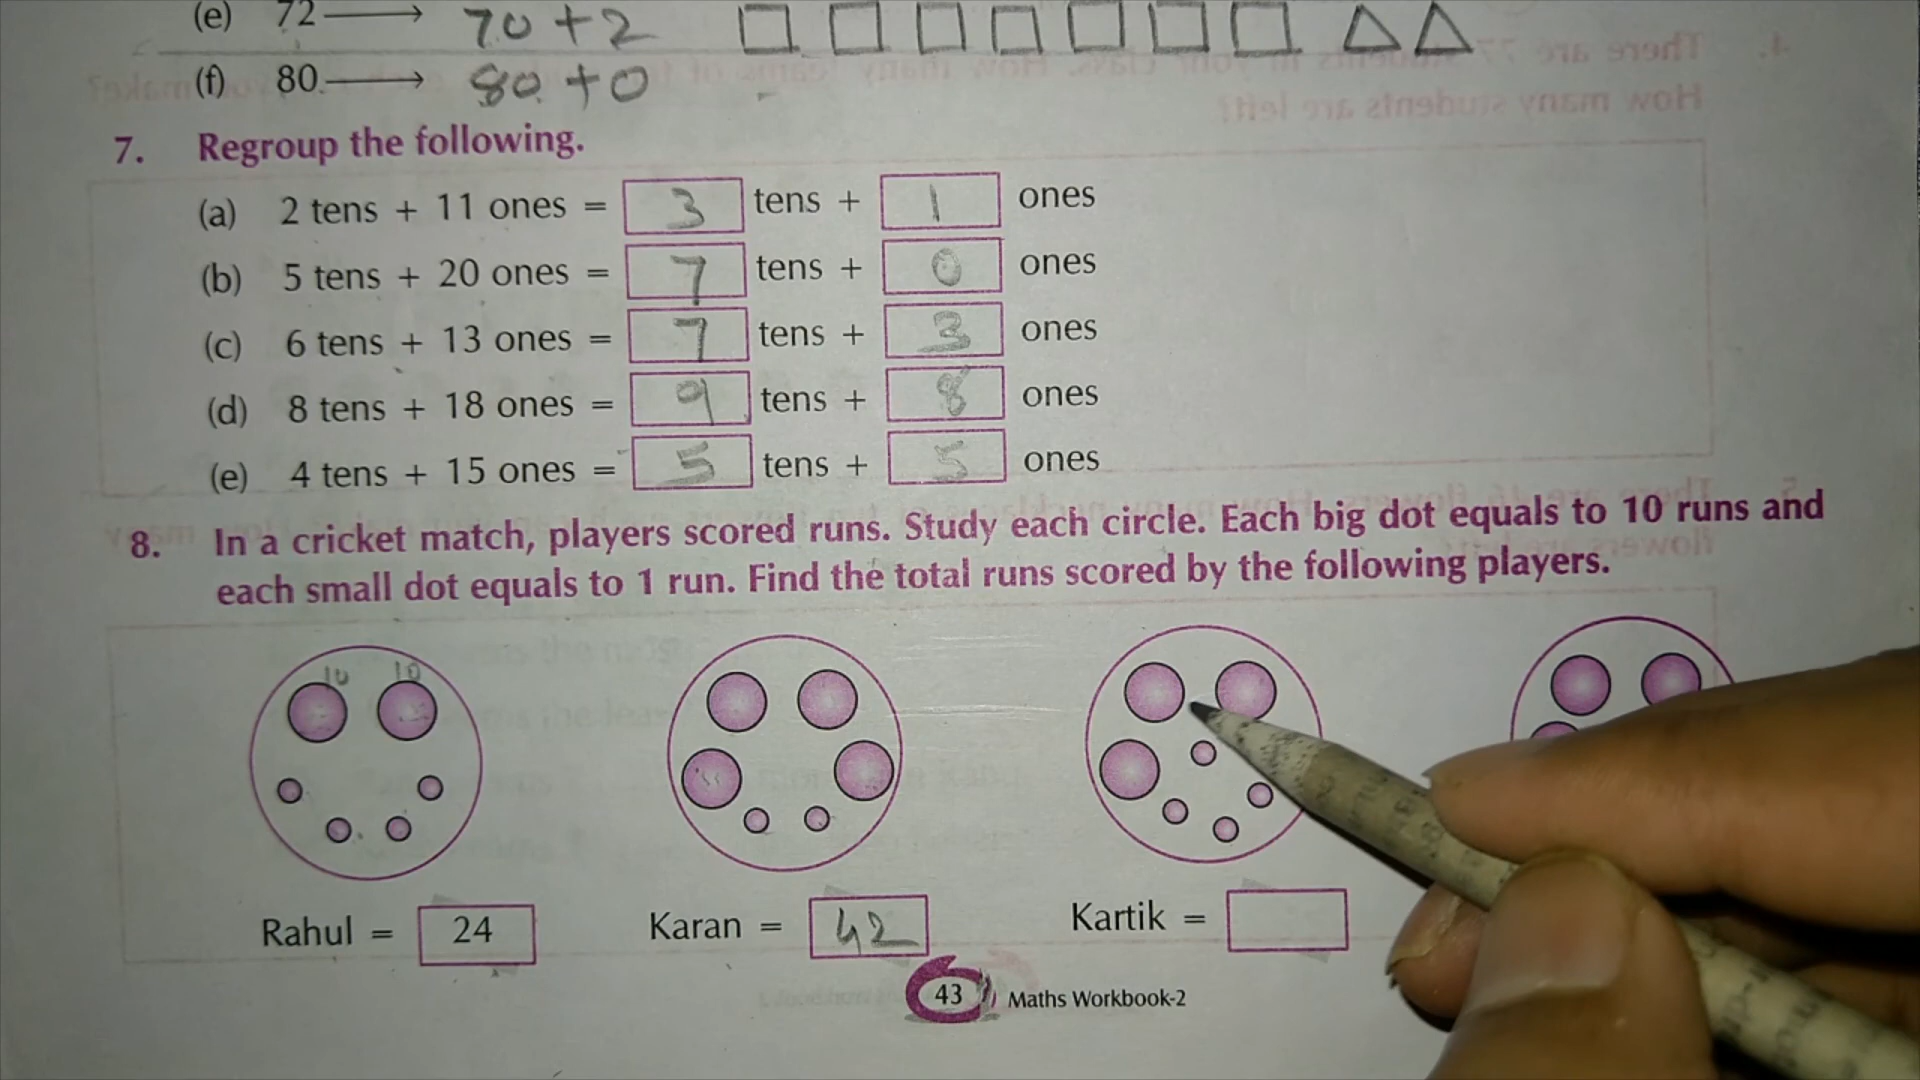 (e) 72 → 70 + 2
(f) 80 → 80 + 0
7. Regroup the following.
(a) 2 tens + 11 ones = 3 tens + 1 ones
(b) 5 tens + 20 ones = 7 tens + 0 ones
(c) 6 tens + 13 ones = 7 tens + 3 ones
(d) 8 tens + 18 ones = 9 tens + 8 ones
(e) 4 tens + 15 ones = 5 tens + 5 ones
8. In a cricket match, players scored runs. Study each circle. Each big dot equals to 10 runs and
each small dot equals to 1 run. Find the total runs scored by the following players.
10 10
Rahul = 24 Karan = 42 Kartik =
43 Maths Workbook-2